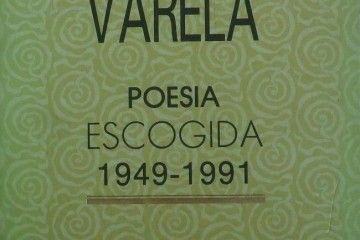 VARELA
POESIA
ESCOGIDA
1949-1991